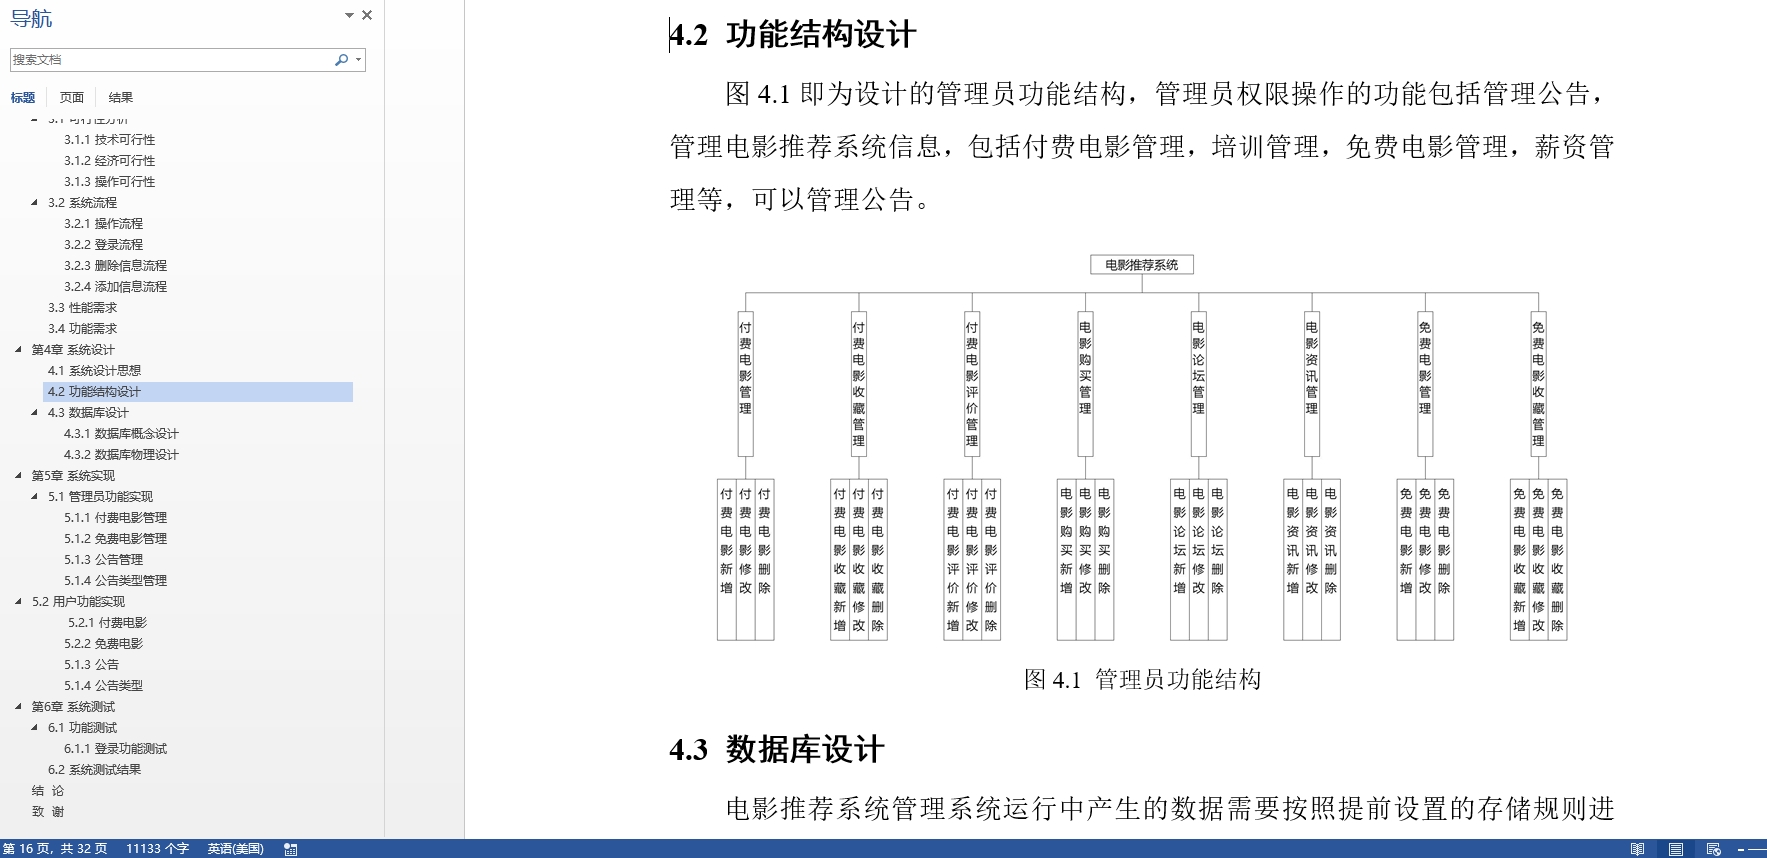 导航
搜索文档
标题 页面 结果
3.1 可行性分析
3.1.1 技术可行性
3.1.2 经济可行性
3.1.3 操作可行性
3.2 系统流程
3.2.1 操作流程
3.2.2 登录流程
3.2.3 删除信息流程
3.2.4 添加信息流程
3.3 性能需求
3.4 功能需求
第4章 系统设计
4.1 系统设计思想
4.2 功能结构设计
4.3 数据库设计
4.3.1 数据库概念设计
4.3.2 数据库物理设计
第5章 系统实现
5.1 管理员功能实现
5.1.1 付费电影管理
5.1.2 免费电影管理
5.1.3 公告管理
5.1.4 公告类型管理
5.2 用户功能实现
5.2.1 付费电影
5.2.2 免费电影
5.1.3 公告
5.1.4 公告类型
第6章 系统测试
6.1 功能测试
6.1.1 登录功能测试
6.2 系统测试结果
结 论
致 谢
4.2 功能结构设计
图 4.1 即为设计的管理员功能结构，管理员权限操作的功能包括管理公告，
管理电影推荐系统信息，包括付费电影管理，培训管理，免费电影管理，薪资管
理等，可以管理公告。
电影推荐系统
付费电影管理
付费电影收藏管理
付费电影评价管理
电影购买管理
电影论坛管理
电影资讯管理
免费电影管理
免费电影收藏管理
付费电影新增
付费电影修改
付费电影删除
付费电影收藏新增
付费电影收藏修改
付费电影收藏删除
付费电影评价新增
付费电影评价修改
付费电影评价删除
电影购买新增
电影购买修改
电影购买删除
电影论坛新增
电影论坛修改
电影论坛删除
电影资讯新增
电影资讯修改
电影资讯删除
免费电影新增
免费电影修改
免费电影删除
免费电影收藏新增
免费电影收藏修改
免费电影收藏删除
图 4.1 管理员功能结构
4.3 数据库设计
电影推荐系统管理系统运行中产生的数据需要按照提前设置的存储规则进
第 16 页，共 32 页 11133 个字 英语(美国)